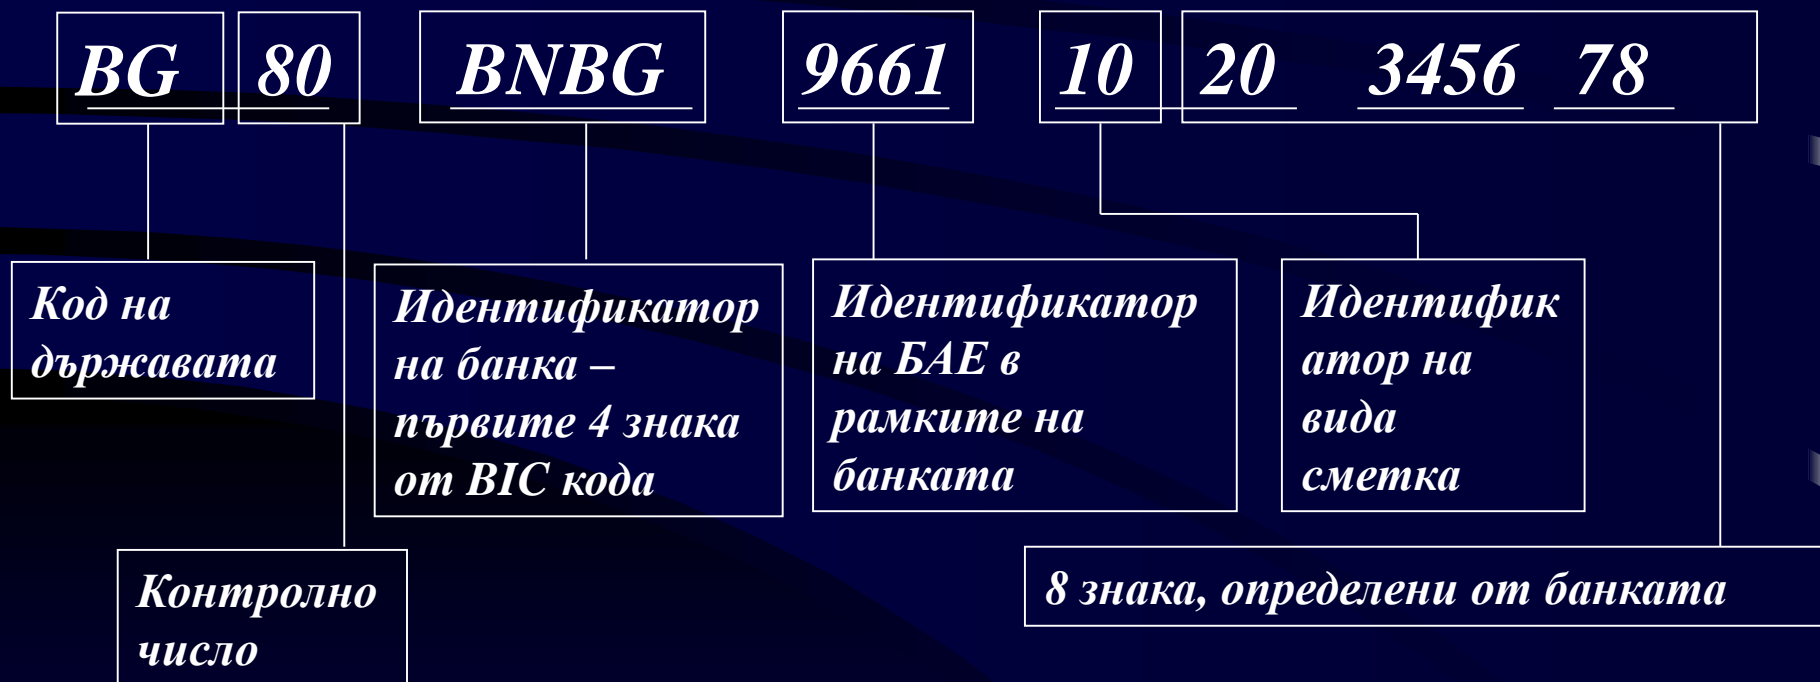 BG 80 BNBG 9661 10 20 3456 78
Код на
държавата
Идентификатор
на банка –
първите 4 знака
от BIC кода
Идентификатор
на БАЕ в
рамките на
банката
Идентифик
атор на
вида
сметка
Контролно
число
8 знака, определени от банката